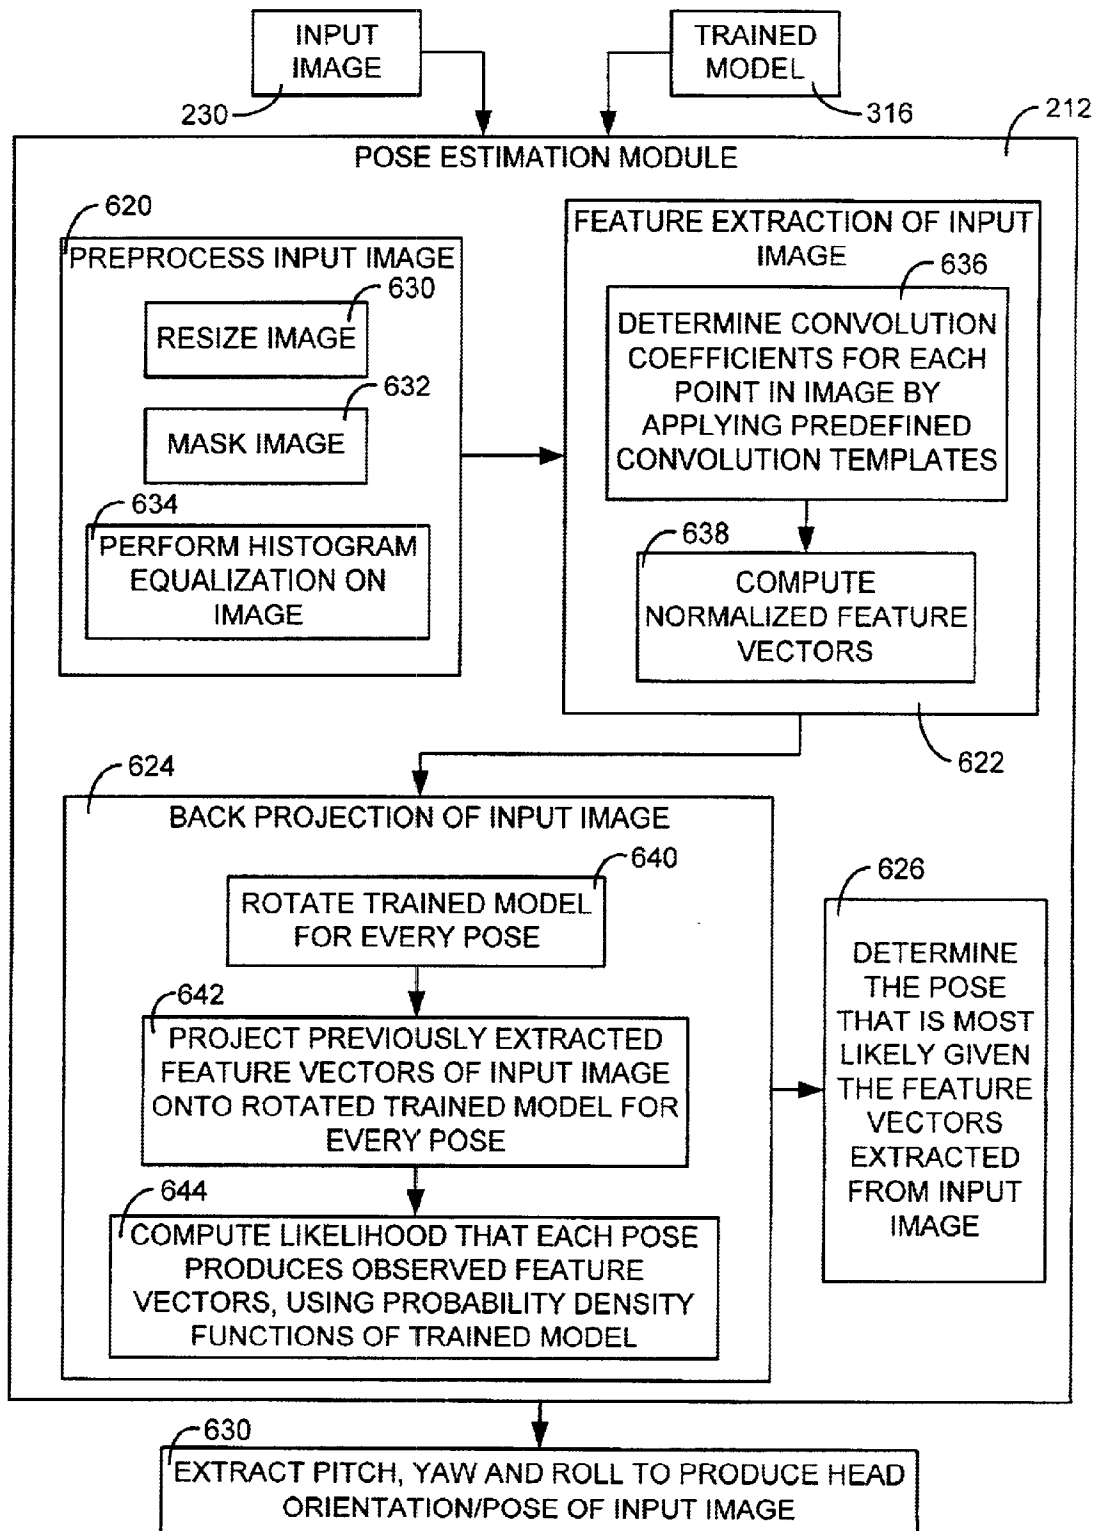 INPUT
IMAGE
230
TRAINED
MODEL
316
212
POSE ESTIMATION MODULE
620
PREPROCESS INPUT IMAGE
630
RESIZE IMAGE
632
MASK IMAGE
634
PERFORM HISTOGRAM
EQUALIZATION ON
IMAGE
FEATURE EXTRACTION OF INPUT
IMAGE
636
DETERMINE CONVOLUTION
COEFFICIENTS FOR EACH
POINT IN IMAGE BY
APPLYING PREDEFINED
CONVOLUTION TEMPLATES
638
COMPUTE
NORMALIZED FEATURE
VECTORS
622
624
BACK PROJECTION OF INPUT IMAGE
640
ROTATE TRAINED MODEL
FOR EVERY POSE
642
PROJECT PREVIOUSLY EXTRACTED
FEATURE VECTORS OF INPUT IMAGE
ONTO ROTATED TRAINED MODEL FOR
EVERY POSE
644
COMPUTE LIKELIHOOD THAT EACH POSE
PRODUCES OBSERVED FEATURE
VECTORS, USING PROBABILITY DENSITY
FUNCTIONS OF TRAINED MODEL
626
DETERMINE
THE POSE
THAT IS MOST
LIKELY GIVEN
THE FEATURE
VECTORS
EXTRACTED
FROM INPUT
IMAGE
630
EXTRACT PITCH, YAW AND ROLL TO PRODUCE HEAD
ORIENTATION/POSE OF INPUT IMAGE